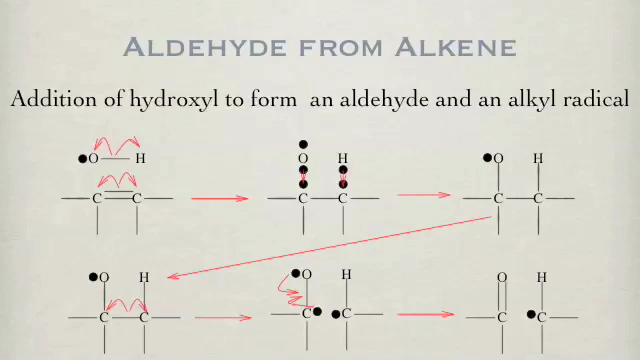 Aldehyde from Alkene
Addition of hydroxyl to form an aldehyde and an alkyl radical
O H O H O H
C C C C C C
O H O H O H
C C C C C C